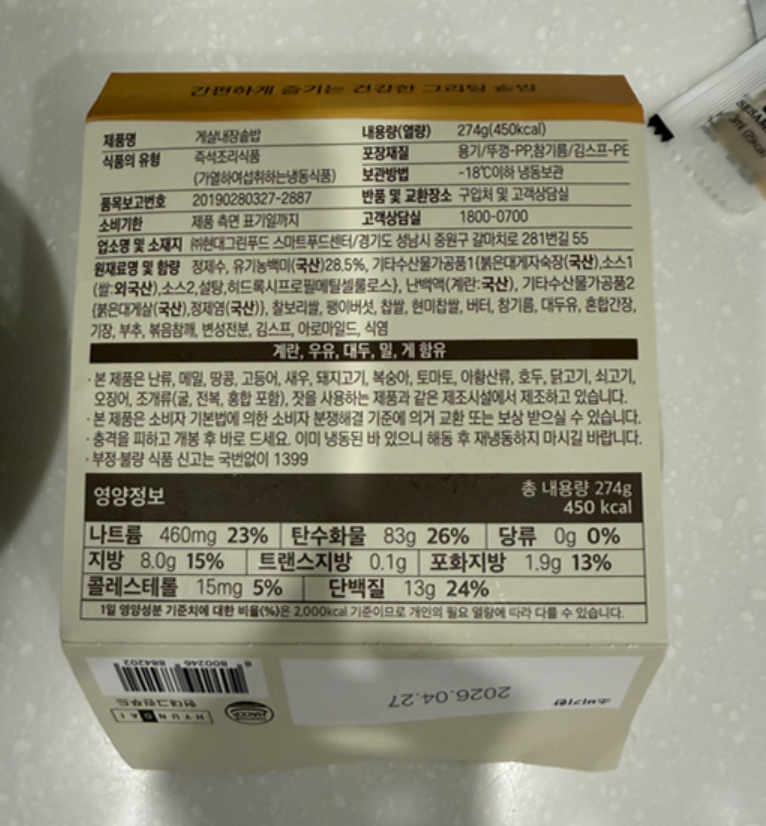 간편하게 즐기는 건강한 그리팅 솥밥
제품명 게살내장솥밥 내용량(열량) 274g(450kcal)
식품의 유형 즉석조리식품 포장재질 용기/뚜껑-PP,참기름/김스프-PE
(가열하여섭취하는냉동식품) 보관방법 -18℃이하 냉동보관
품목보고번호 20190280327-2887 반품 및 교환장소 구입처 및 고객상담실
소비기한 제품 측면 표기일까지 고객상담실 1800-0700
업소명 및 소재지 ㈜현대그린푸드 스마트푸드센터/경기도 성남시 중원구 갈마치로 281번길 55
원재료명 및 함량 정제수, 유기농백미(국산)28.5%, 기타수산물가공품1{붉은대게자숙장(국산),소스1
(쌀:외국산),소스2,설탕,히드록시프로필메틸셀룰로스}, 난백액(계란:국산), 기타수산물가공품2
{붉은대게살(국산),정제염(국산)}, 찰보리쌀, 팽이버섯, 찹쌀, 현미찹쌀, 버터, 참기름, 대두유, 혼합간장,
기장, 부추, 볶음참깨, 변성전분, 김스프, 아로마일드, 식염
계란, 우유, 대두, 밀, 게 함유
· 본 제품은 난류, 메밀, 땅콩, 고등어, 새우, 돼지고기, 복숭아, 토마토, 아황산류, 호두, 닭고기, 쇠고기,
오징어, 조개류(굴, 전복, 홍합 포함), 잣을 사용하는 제품과 같은 제조시설에서 제조하고 있습니다.
· 본 제품은 소비자 기본법에 의한 소비자 분쟁해결 기준에 의거 교환 또는 보상 받으실 수 있습니다.
· 충격을 피하고 개봉 후 바로 드세요. 이미 냉동된 바 있으니 해동 후 재냉동하지 마시길 바랍니다.
· 부정·불량 식품 신고는 국번없이 1399
영양정보 총 내용량 274g
450 kcal
나트륨 460mg 23% 탄수화물 83g 26% 당류 0g 0%
지방 8.0g 15% 트랜스지방 0.1g 포화지방 1.9g 13%
콜레스테롤 15mg 5% 단백질 13g 24%
1일 영양성분 기준치에 대한 비율(%)은 2,000kcal 기준이므로 개인의 필요 열량에 따라 다를 수 있습니다.
소비기한 2026.04.27
8 800246 884202
HYUNDAI
현대그린푸드
HACCP